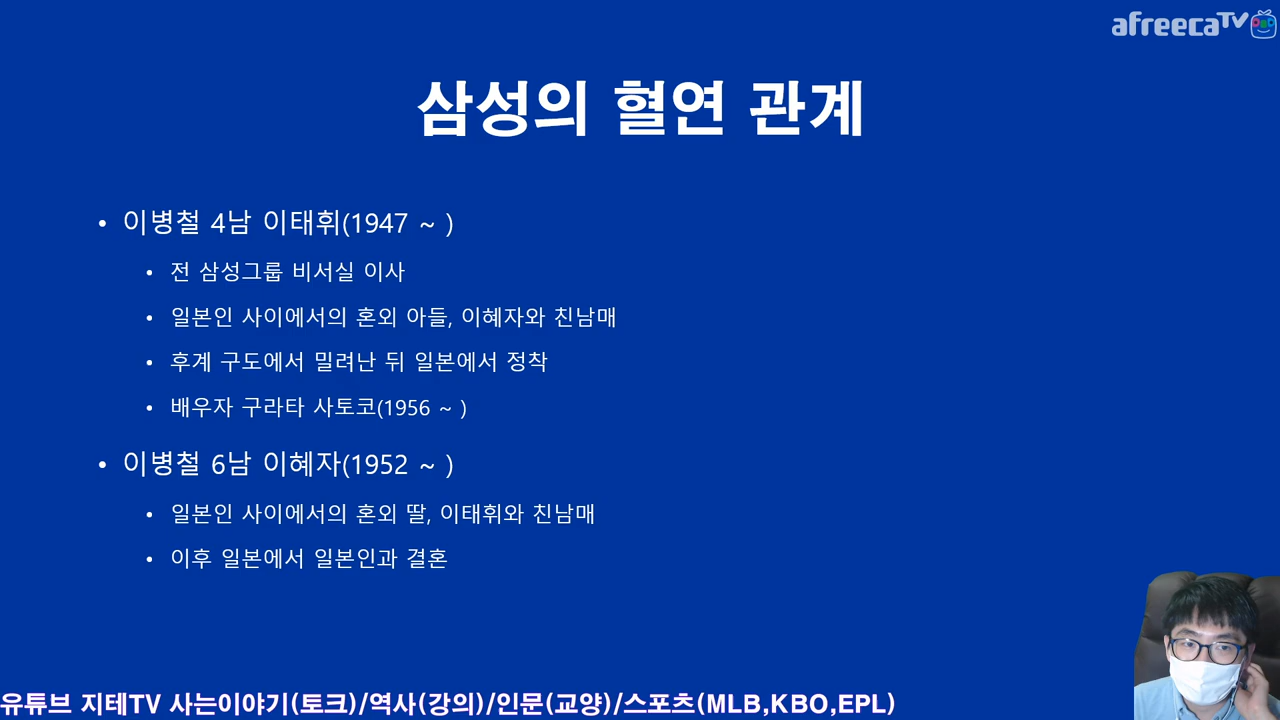 afreecaTV
삼성의 혈연 관계
• 이병철 4남 이태휘(1947 ~ )
• 전 삼성그룹 비서실 이사
• 일본인 사이에서의 혼외 아들, 이혜자와 친남매
• 후계 구도에서 밀려난 뒤 일본에서 정착
• 배우자 구라타 사토코(1956 ~ )
• 이병철 6남 이혜자(1952 ~ )
• 일본인 사이에서의 혼외 딸, 이태휘와 친남매
• 이후 일본에서 일본인과 결혼
유튜브 지테TV 사는이야기(토크)/역사(강의)/인문(교양)/스포츠(MLB,KBO,EPL)